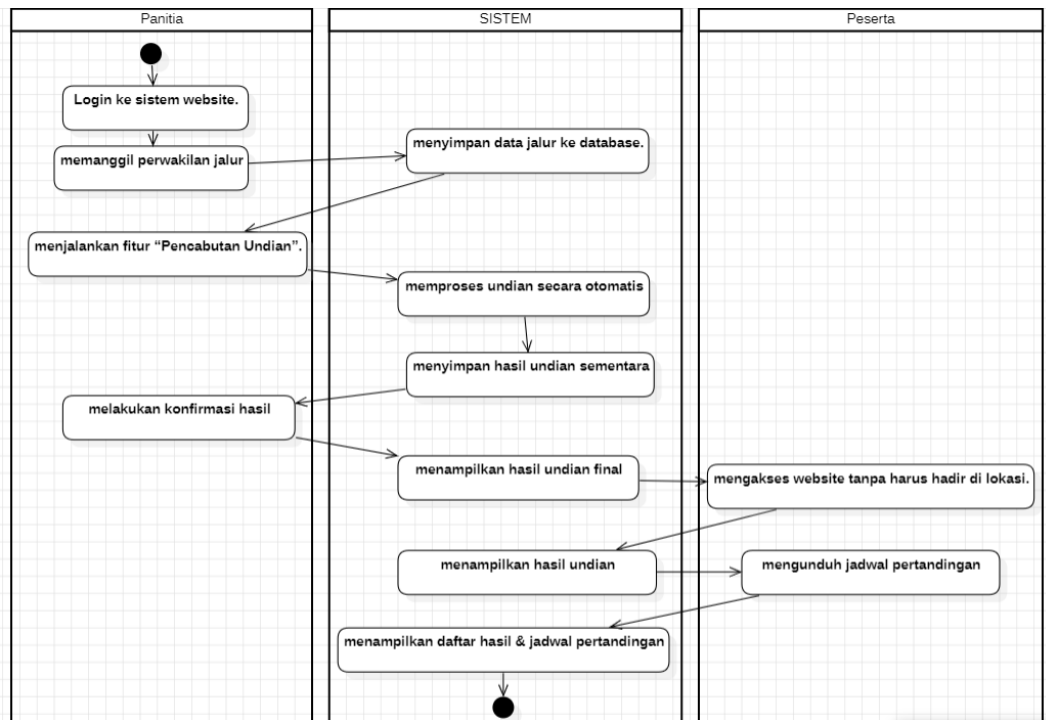 Panitia
SISTEM
Peserta
Login ke sistem website.
memanggil perwakilan jalur
menyimpan data jalur ke database.
menjalankan fitur “Pencabutan Undian”.
memproses undian secara otomatis
menyimpan hasil undian sementara
melakukan konfirmasi hasil
menampilkan hasil undian final
mengakses website tanpa harus hadir di lokasi.
menampilkan hasil undian
mengunduh jadwal pertandingan
menampilkan daftar hasil & jadwal pertandingan